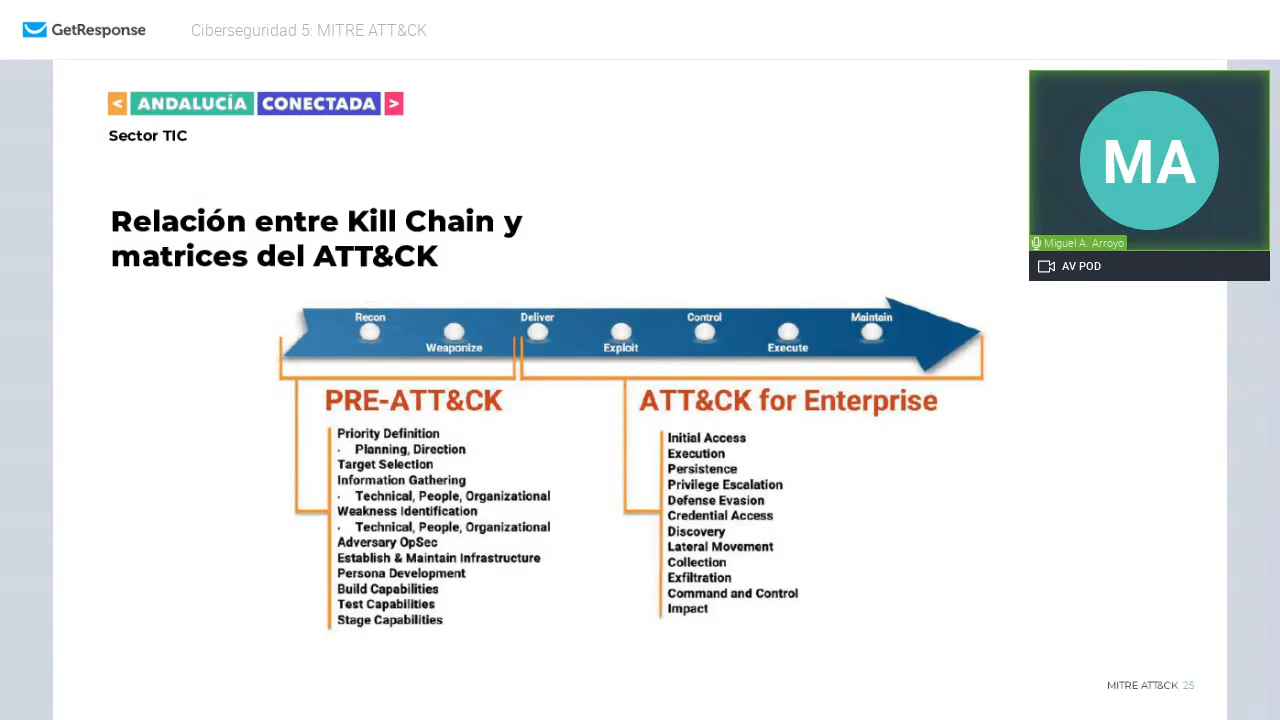 GetResponse
Ciberseguridad 5: MITRE ATT&CK
< ANDALUCÍA CONECTADA >
Sector TIC
MA
Miguel A. Arroyo
AV POD
Relación entre Kill Chain y
matrices del ATT&CK
Recon
Weaponize
Deliver
Exploit
Control
Execute
Maintain
PRE-ATT&CK
Priority Definition
· Planning, Direction
Target Selection
Information Gathering
· Technical, People, Organizational
Weakness Identification
· Technical, People, Organizational
Adversary OpSec
Establish & Maintain Infrastructure
Persona Development
Build Capabilities
Test Capabilities
Stage Capabilities
ATT&CK for Enterprise
Initial Access
Execution
Persistence
Privilege Escalation
Defense Evasion
Credential Access
Discovery
Lateral Movement
Collection
Exfiltration
Command and Control
Impact
MITRE ATT&CK 25